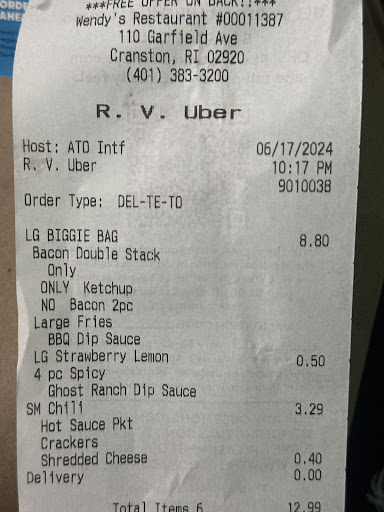 ***FREE OFFER ON BACK!!***
Wendy's Restaurant #00011387
110 Garfield Ave
Cranston, RI 02920
(401) 383-3200
R. V. Uber
Host: ATO Intf 06/17/2024
R. V. Uber 10:17 PM
9010038
Order Type: DEL-TE-TO
LG BIGGIE BAG 8.80
Bacon Double Stack
Only
ONLY Ketchup
NO Bacon 2pc
Large Fries
BBQ Dip Sauce
LG Strawberry Lemon 0.50
4 pc Spicy
Ghost Ranch Dip Sauce
SM Chili 3.29
Hot Sauce Pkt
Crackers
Shredded Cheese 0.40
Delivery 0.00
Total Items 6 12.99